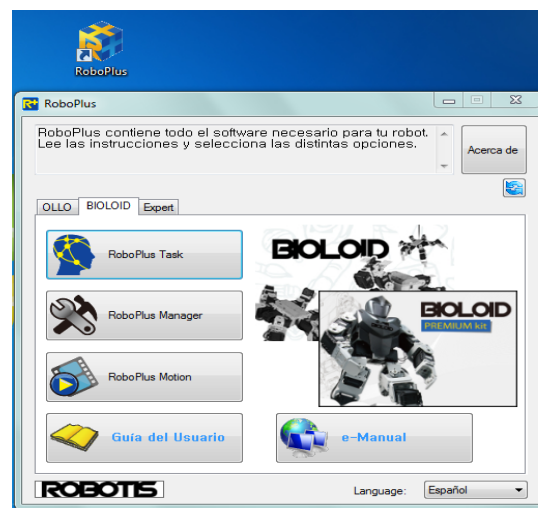 RoboPlus
RoboPlus
RoboPlus contiene todo el software necesario para tu robot.
Lee las instrucciones y selecciona las distintas opciones.
Acerca de
OLLO BIOLOID Expert
RoboPlus Task
BIOLOID
RoboPlus Manager
BIOLOID
PREMIUM kit
RoboPlus Motion
Guía del Usuario
e-Manual
ROBOTIS
Language: Español